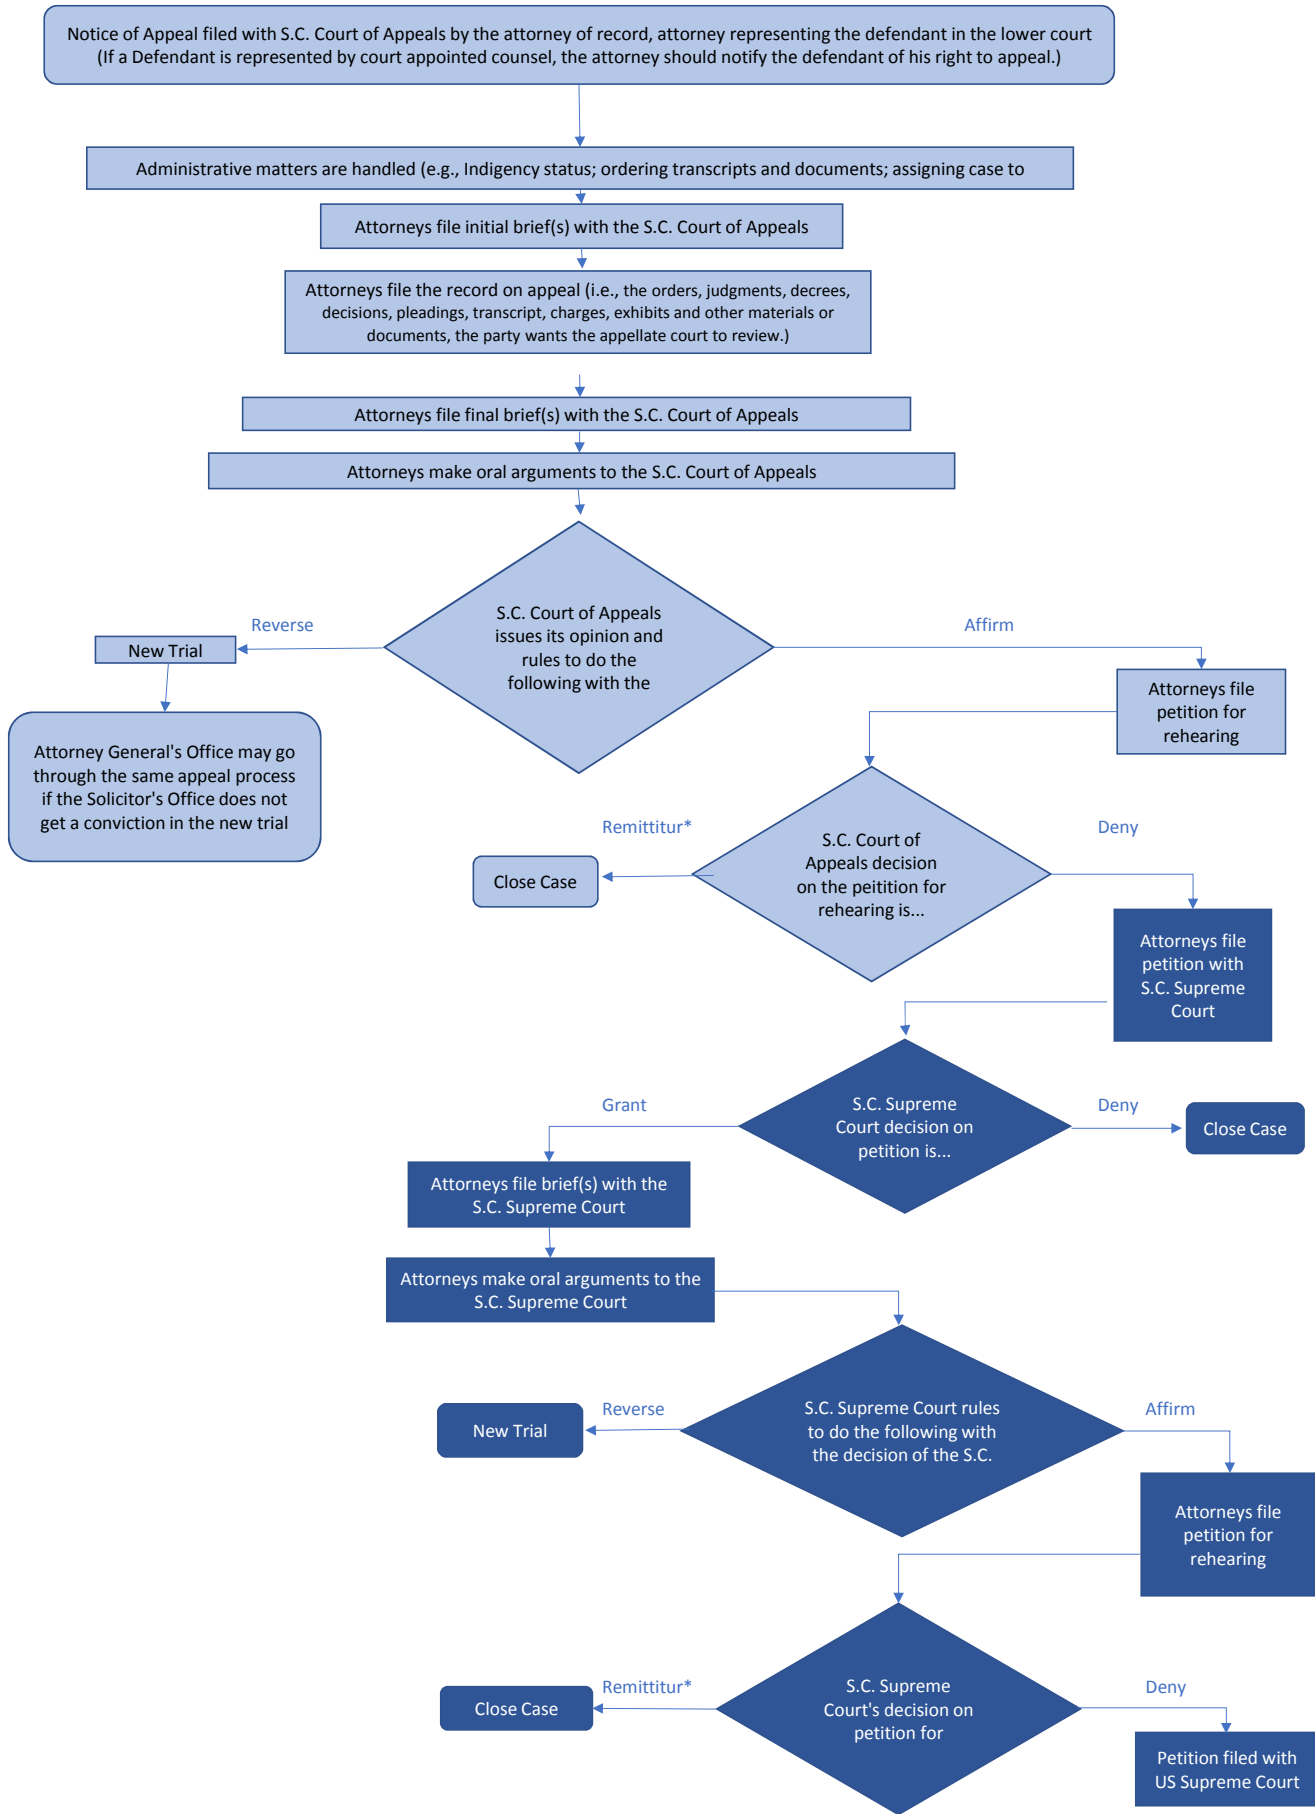 Notice of Appeal filed with S.C. Court of Appeals by the attorney of record, attorney representing the defendant in the lower court
(If a Defendant is represented by court appointed counsel, the attorney should notify the defendant of his right to appeal.)
Administrative matters are handled (e.g., Indigency status; ordering transcripts and documents; assigning case to
Attorneys file initial brief(s) with the S.C. Court of Appeals
Attorneys file the record on appeal (i.e., the orders, judgments, decrees,
decisions, pleadings, transcript, charges, exhibits and other materials or
documents, the party wants the appellate court to review.)
Attorneys file final brief(s) with the S.C. Court of Appeals
Attorneys make oral arguments to the S.C. Court of Appeals
S.C. Court of Appeals
issues its opinion and
rules to do the
following with the
Reverse
Affirm
New Trial
Attorney General's Office may go
through the same appeal process
if the Solicitor's Office does not
get a conviction in the new trial
Attorneys file
petition for
rehearing
Remittitur*
Deny
S.C. Court of
Appeals decision
on the peitition for
rehearing is...
Close Case
Attorneys file
petition with
S.C. Supreme
Court
Grant
S.C. Supreme
Court decision on
petition is...
Deny
Close Case
Attorneys file brief(s) with the
S.C. Supreme Court
Attorneys make oral arguments to the
S.C. Supreme Court
New Trial
Reverse
S.C. Supreme Court rules
to do the following with
the decision of the S.C.
Affirm
Attorneys file
petition for
rehearing
Close Case
Remittitur*
S.C. Supreme
Court's decision on
petition for
Deny
Petition filed with
US Supreme Court